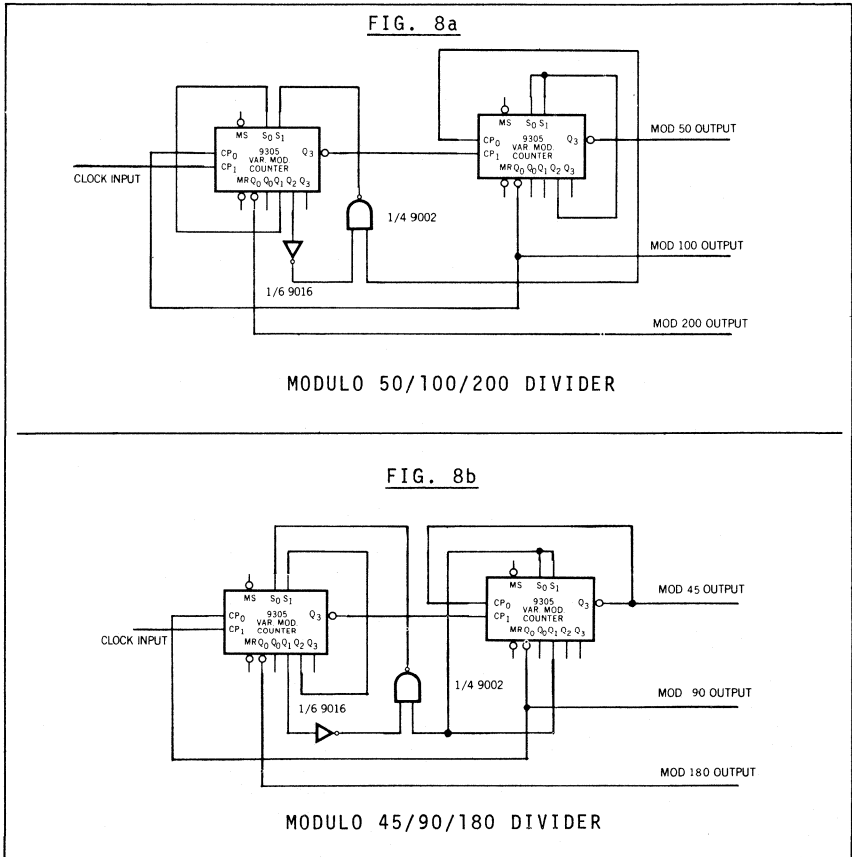 FIG. 8a
MS S0 S1
CP0 9305 Q3
CP1 VAR. MOD.
COUNTER
MR Q0 Q0 Q1 Q2 Q3
CLOCK INPUT
1/6 9016
1/4 9002
MS S0 S1
CP0 9305 Q3
CP1 VAR. MOD.
COUNTER
MR Q0 Q0 Q1 Q2 Q3
MOD 50 OUTPUT
MOD 100 OUTPUT
MOD 200 OUTPUT
MODULO 50/100/200 DIVIDER
FIG. 8b
MS S0 S1
CP0 9305 Q3
CP1 VAR. MOD.
COUNTER
MR Q0 Q0 Q1 Q2 Q3
CLOCK INPUT
1/6 9016
1/4 9002
MS S0 S1
CP0 9305 Q3
CP1 VAR. MOD.
COUNTER
MR Q0 Q0 Q1 Q2 Q3
MOD 45 OUTPUT
MOD 90 OUTPUT
MOD 180 OUTPUT
MODULO 45/90/180 DIVIDER